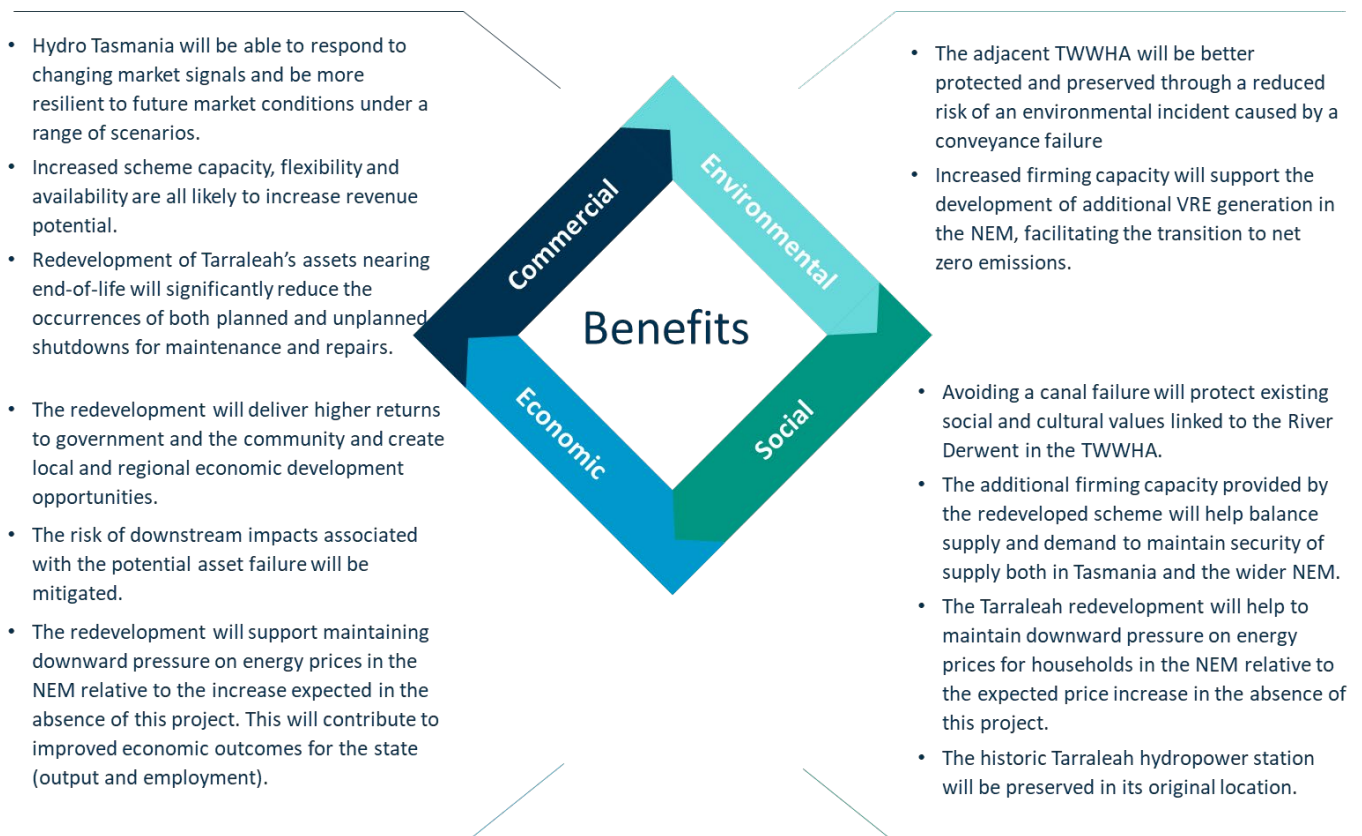 • Hydro Tasmania will be able to respond to
changing market signals and be more
resilient to future market conditions under a
range of scenarios.
• Increased scheme capacity, flexibility and
availability are all likely to increase revenue
potential.
• Redevelopment of Tarraleah's assets nearing
end-of-life will significantly reduce the
occurrences of both planned and unplanned
shutdowns for maintenance and repairs.
• The redevelopment will deliver higher returns
to government and the community and create
local and regional economic development
opportunities.
• The risk of downstream impacts associated
with the potential asset failure will be
mitigated.
• The redevelopment will support maintaining
downward pressure on energy prices in the
NEM relative to the increase expected in the
absence of this project. This will contribute to
improved economic outcomes for the state
(output and employment).
Commercial
Environmental
Benefits
Economic
Social
• The adjacent TWWHA will be better
protected and preserved through a reduced
risk of an environmental incident caused by a
conveyance failure
• Increased firming capacity will support the
development of additional VRE generation in
the NEM, facilitating the transition to net
zero emissions.
• Avoiding a canal failure will protect existing
social and cultural values linked to the River
Derwent in the TWWHA.
• The additional firming capacity provided by
the redeveloped scheme will help balance
supply and demand to maintain security of
supply both in Tasmania and the wider NEM.
• The Tarraleah redevelopment will help to
maintain downward pressure on energy
prices for households in the NEM relative to
the expected price increase in the absence of
this project.
• The historic Tarraleah hydropower station
will be preserved in its original location.